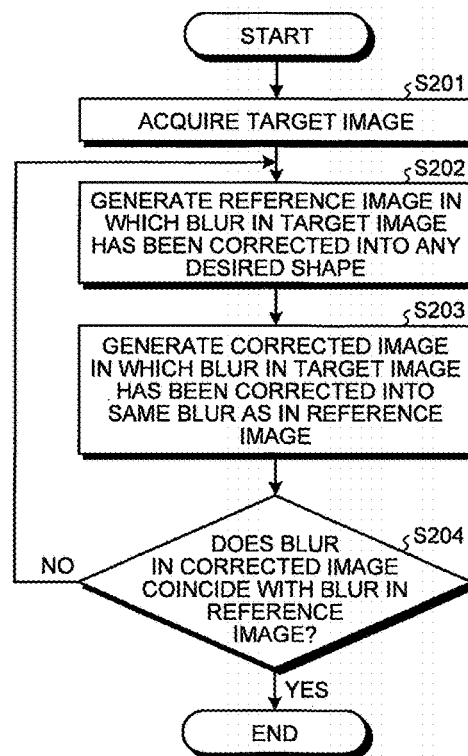 START
S201
ACQUIRE TARGET IMAGE
S202
GENERATE REFERENCE IMAGE IN
WHICH BLUR IN TARGET IMAGE
HAS BEEN CORRECTED INTO ANY
DESIRED SHAPE
S203
GENERATE CORRECTED IMAGE
IN WHICH BLUR IN TARGET IMAGE
HAS BEEN CORRECTED INTO
SAME BLUR AS IN REFERENCE
IMAGE
S204
DOES BLUR
IN CORRECTED IMAGE
COINCIDE WITH BLUR IN
REFERENCE
IMAGE?
NO
YES
END